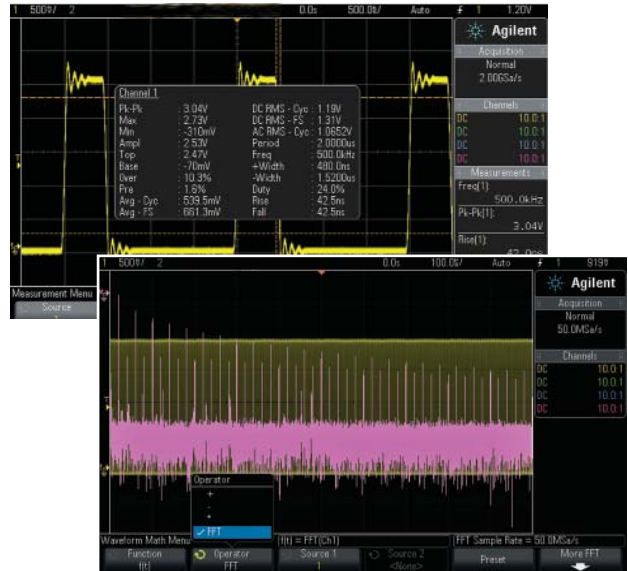 1 500♉/ 2 0.0s 500.0♉/ Auto 1 1.20V
Agilent
Acquisition
Normal
2.00GSa/s
Channels
DC 10.0:1
DC 10.0:1
DC 10.0:1
DC 10.0:1
Measurements
Freq(1):
500.0kHz
Pk-Pk(1):
3.04V
Rise(1):
Channel 1
Pk-Pk : 3.04V DC RMS - Cyc : 1.19V
Max : 2.73V DC RMS - FS : 1.31V
Min : -310mV AC RMS - Cyc : 1.0652V
Ampl : 2.53V Period : 2.0000us
Top : 2.47V Freq : 500.0kHz
Base : -70mV +Width : 480.0ns
Over : 10.3% -Width : 1.5200us
Pre : 1.6% Duty : 24.0%
Avg - Cyc : 539.5mV Rise : 42.5ns
Avg - FS : 661.3mV Fall : 42.5ns
Measurement Menu
Source
1
1 500♉/ 2 0.0s 100.0♉/ Auto 1 919♉
Agilent
Acquisition
Normal
50.0MSa/s
Channels
DC 10.0:1
DC 10.0:1
DC 10.0:1
DC 10.0:1
Operator
+
-
*
FFT
Waveform Math Menu f(t) = FFT(Ch1) FFT Sample Rate = 50.0MSa/s
Function Operator Source 1 Source 2 Preset More FFT
f(t) FFT 1 <None>